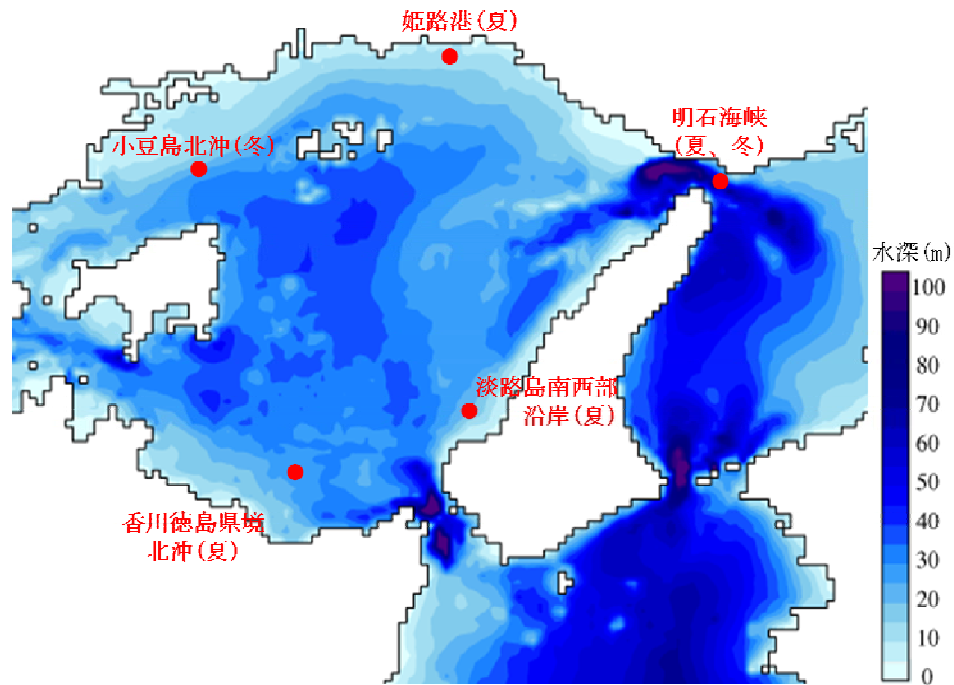 姫路港(夏)
明石海峡
(夏、冬)
小豆島北沖(冬)
水深(m)
100
90
80
70
60
50
40
30
20
10
0
淡路島南西部
沿岸(夏)
香川徳島県境
北沖(夏)